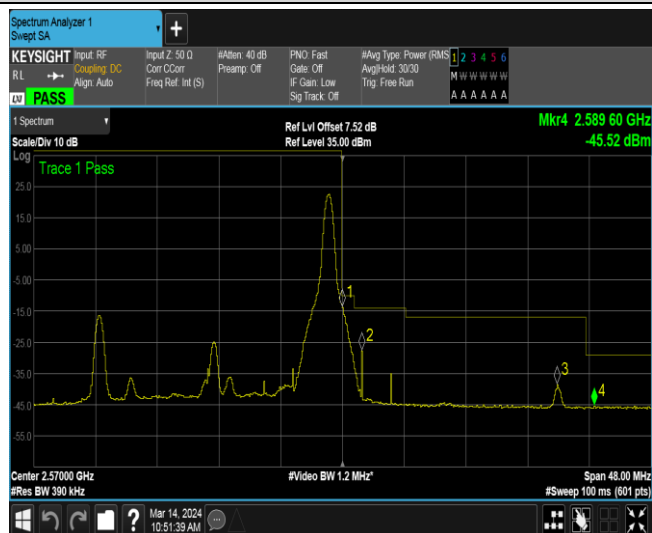 Spectrum Analyzer 1
Swept SA
KEYSIGHT
RL
LXI PASS
Input: RF
Coupling: DC
Align: Auto
Input Z: 50 Ω
Corr CCorr
Freq Ref: Int (S)
#Atten: 40 dB
Preamp: Off
PNO: Fast
Gate: Off
IF Gain: Low
Sig Track: Off
#Avg Type: Power (RMS
Avg|Hold: 30/30
Trig: Free Run
1 2 3 4 5 6
M W W W W W
A A A A A A
1 Spectrum
Scale/Div 10 dB
Ref Lvl Offset 7.52 dB
Ref Level 35.00 dBm
Mkr4 2.589 60 GHz
-45.52 dBm
Log
Trace 1 Pass
25.0
15.0
5.00
-5.00
-15.0
-25.0
-35.0
-45.0
-55.0
1
2
3
4
Center 2.57000 GHz
#Res BW 390 kHz
#Video BW 1.2 MHz*
Span 48.00 MHz
#Sweep 100 ms (601 pts)
?
Mar 14, 2024
10:51:39 AM